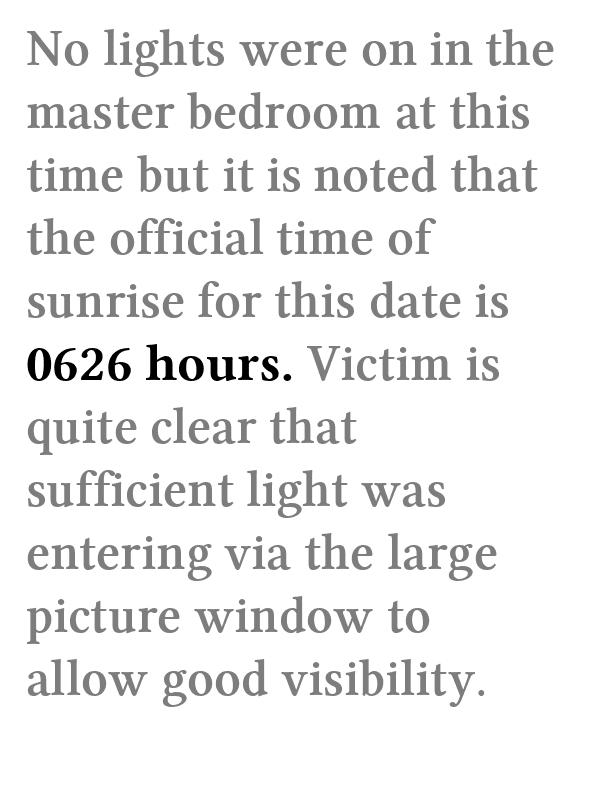 No lights were on in the
master bedroom at this
time but it is noted that
the official time of
sunrise for this date is
0626 hours. Victim is
quite clear that
sufficient light was
entering via the large
picture window to
allow good visibility.